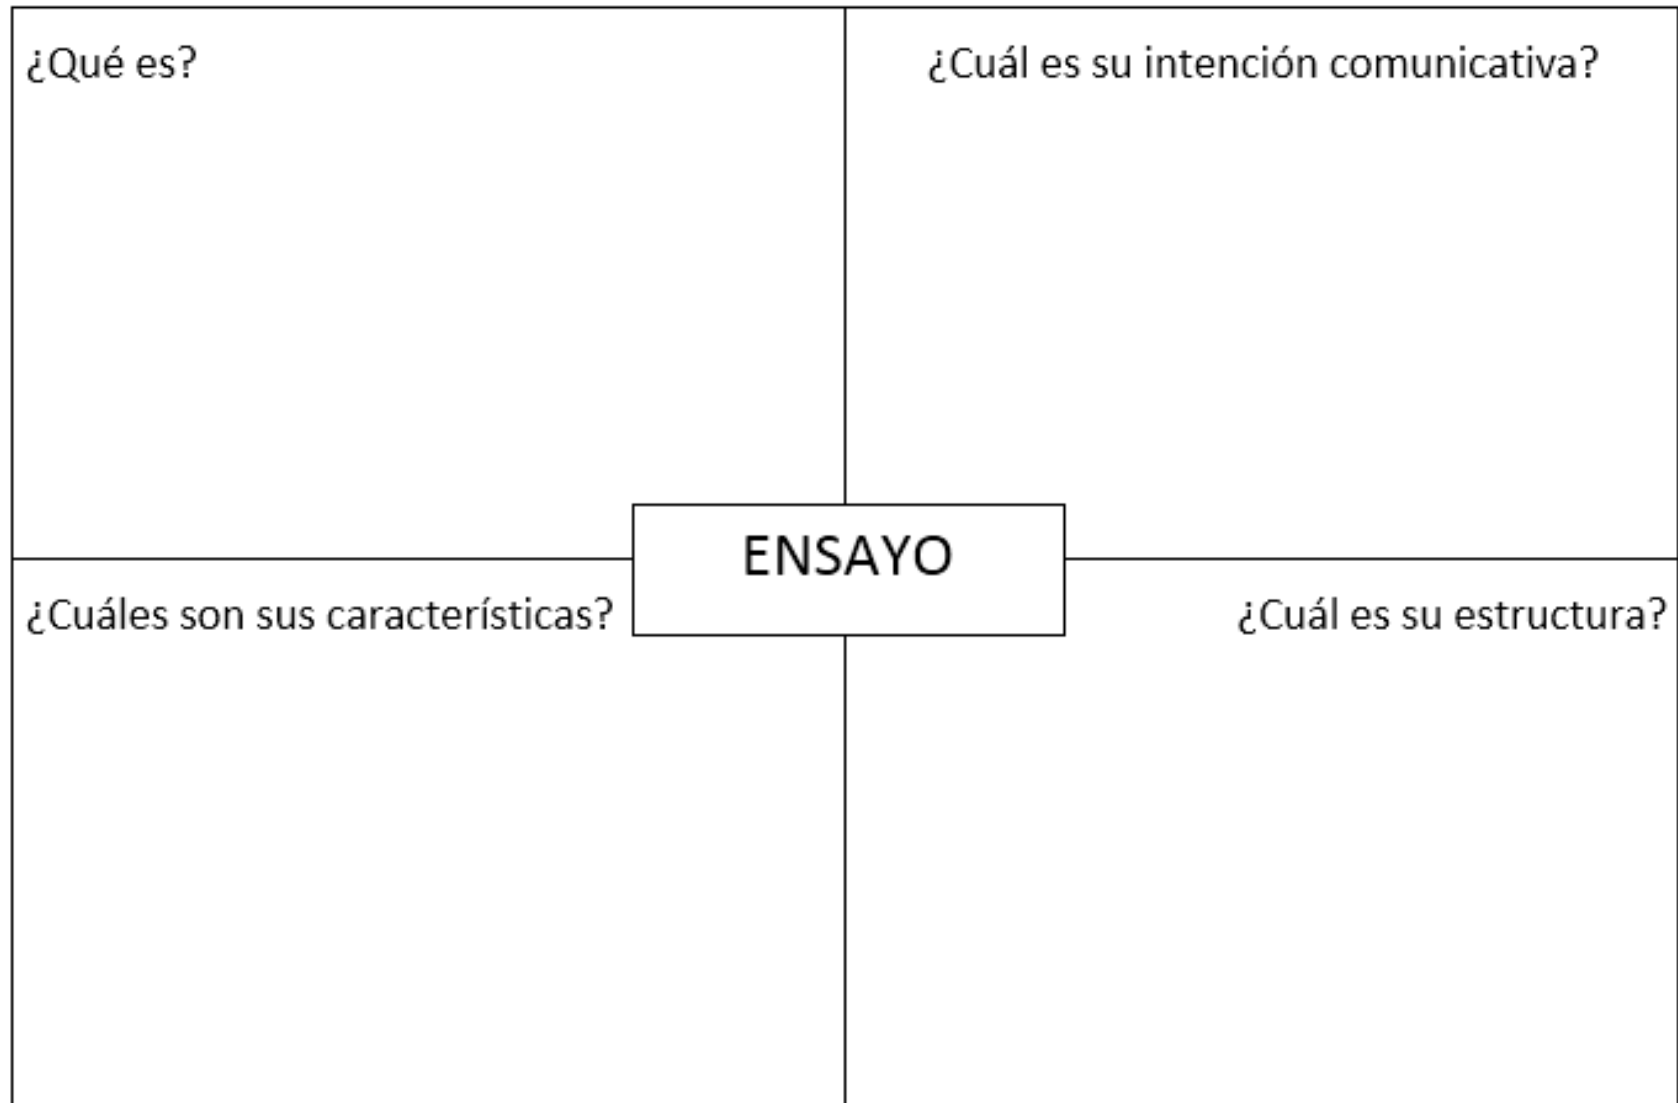 ¿Qué es?
¿Cuál es su intención comunicativa?
ENSAYO
¿Cuáles son sus características?
¿Cuál es su estructura?